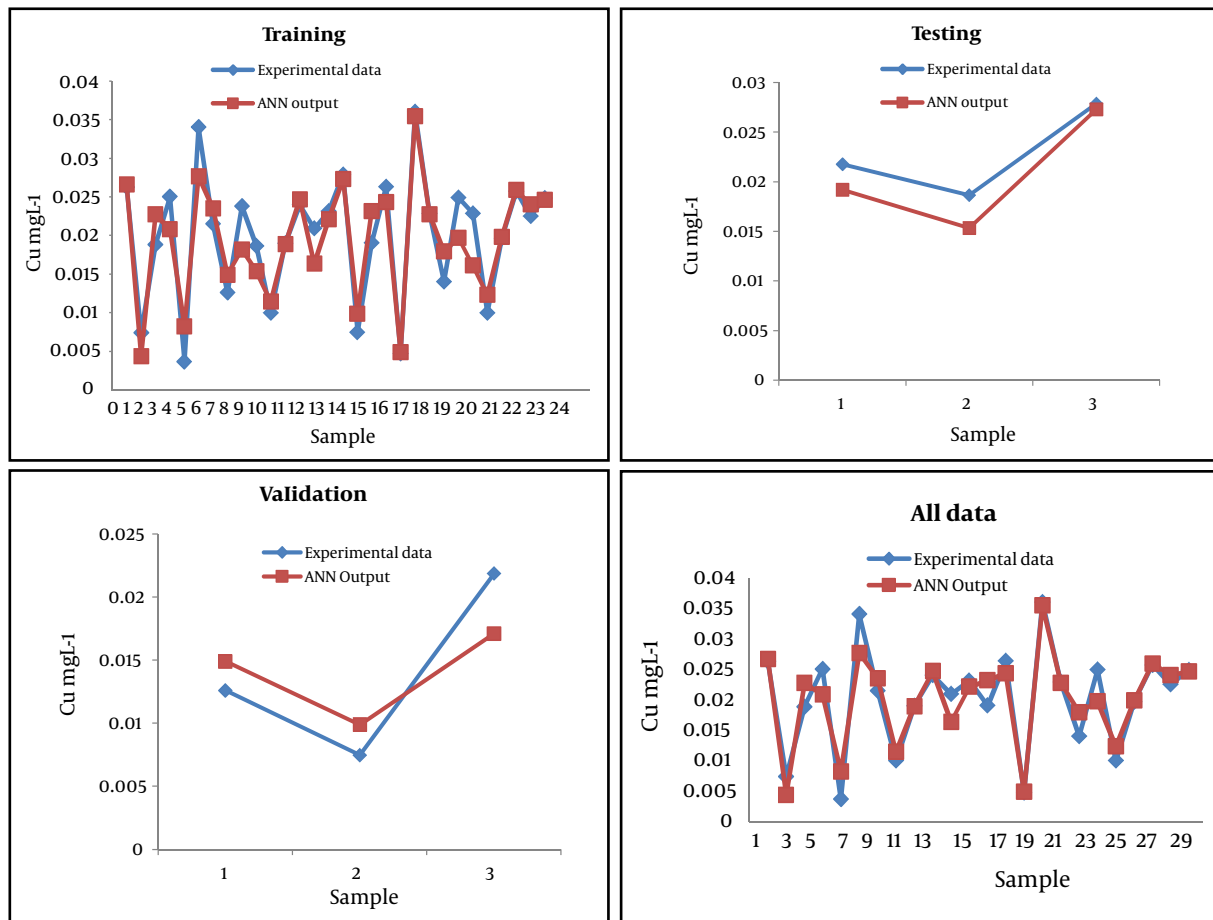 Training
Experimental data
ANN output
0.04
0.035
0.03
0.025
0.02
0.015
0.01
0.005
0
Cu mgL-1
0 1 2 3 4 5 6 7 8 9 10 11 12 13 14 15 16 17 18 19 20 21 22 23 24
Sample
Testing
Experimental data
ANN output
0.03
0.025
0.02
0.015
0.01
0.005
0
Cu mgL-1
1 2 3
Sample
Validation
Experimental data
ANN Output
0.025
0.02
0.015
0.01
0.005
0
Cu mgL-1
1 2 3
Sample
All data
Experimental data
ANN Output
0.04
0.035
0.03
0.025
0.02
0.015
0.01
0.005
0
Cu mgL-1
1 3 5 7 9 11 13 15 17 19 21 23 25 27 29
Sample